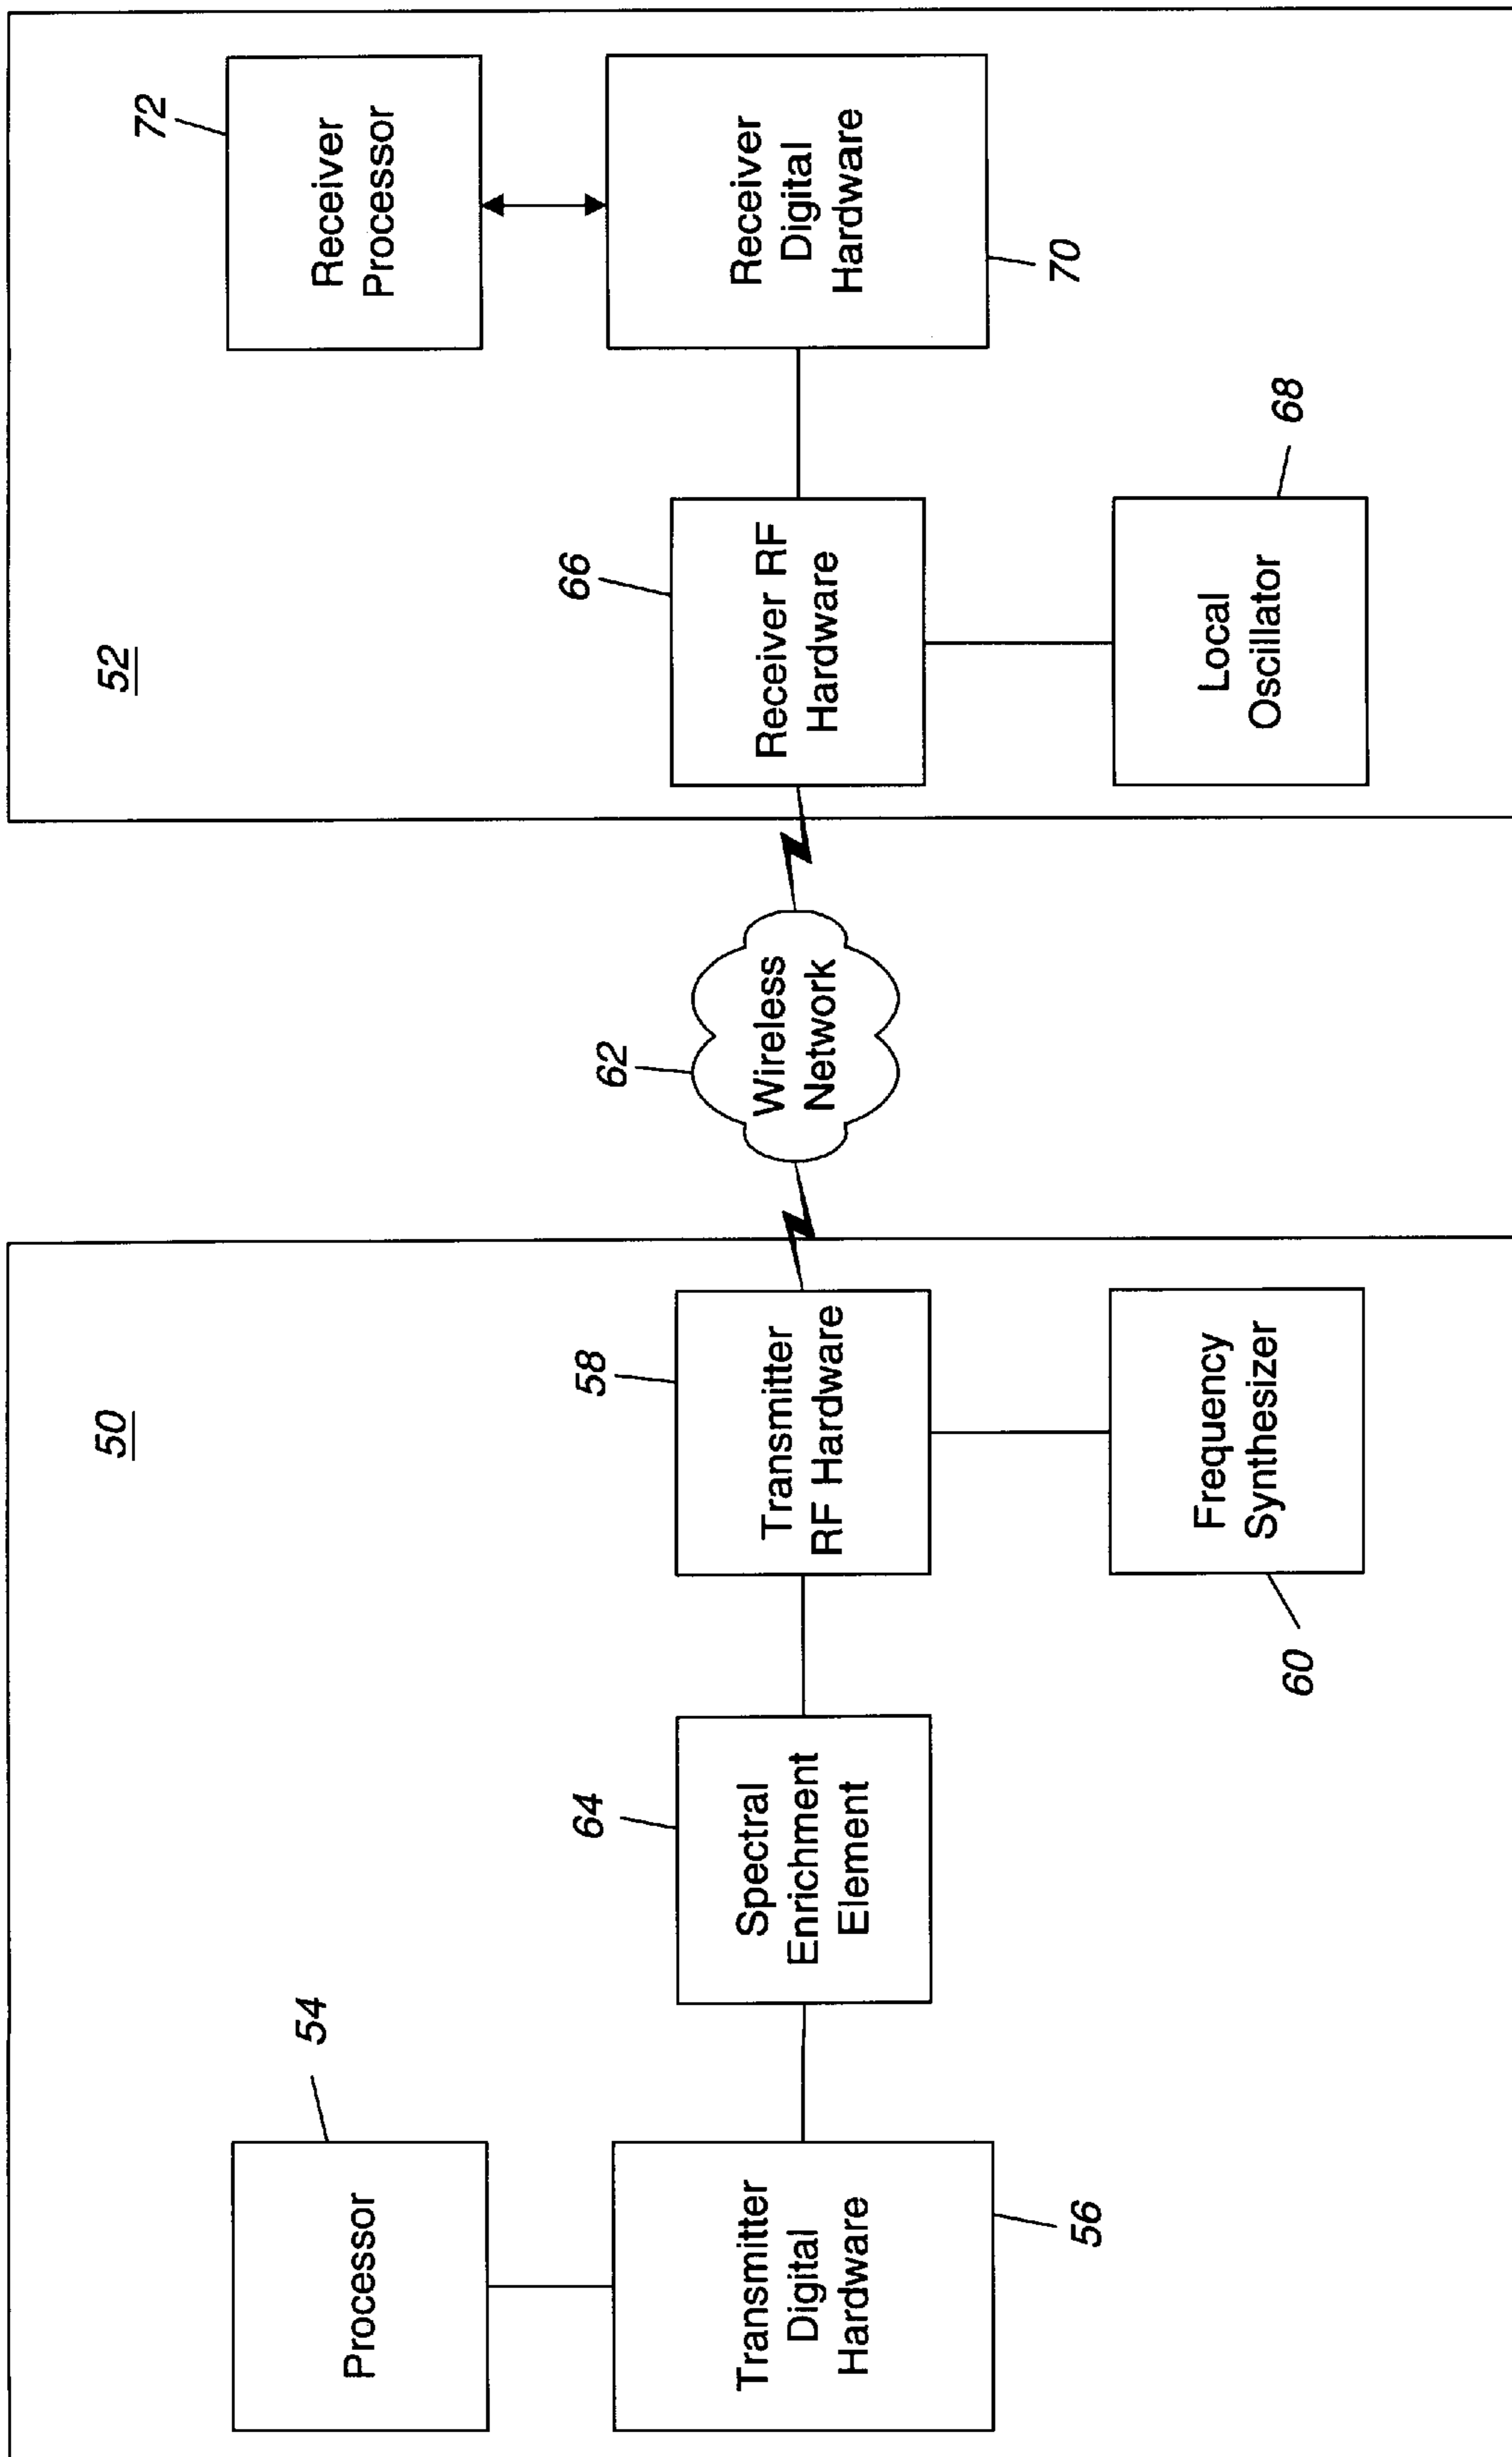 50
54
Processor
Transmitter
Digital
Hardware
56
64
Spectral
Enrichment
Element
58
Transmitter
RF Hardware
Frequency
Synthesizer
60
62
Wireless
Network
52
66
Receiver RF
Hardware
Local
Oscillator
68
72
Receiver
Processor
Receiver
Digital
Hardware
70